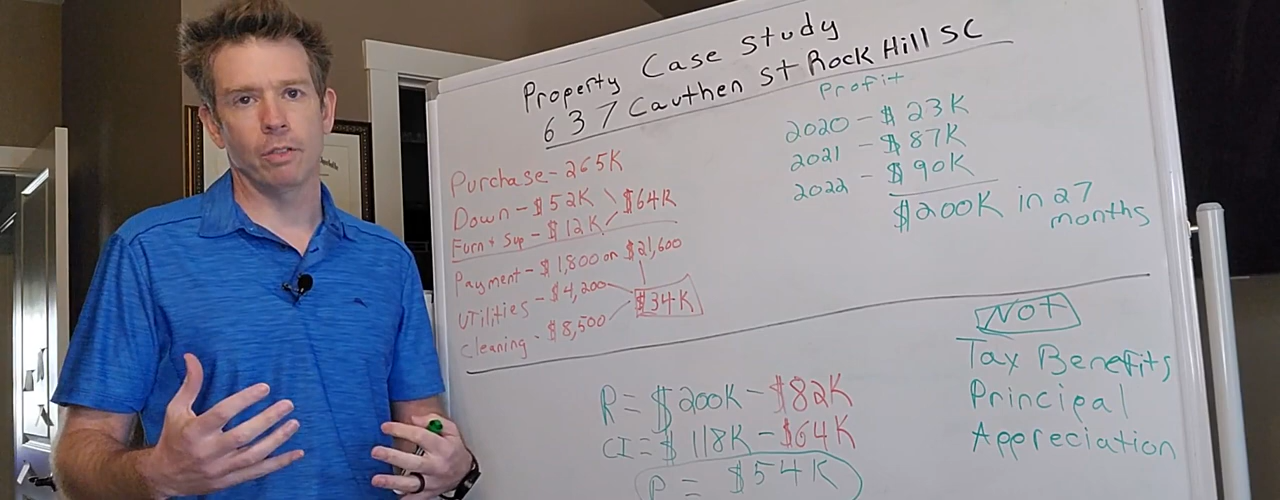 Property Case Study
637 Cauthen St Rock Hill SC
Purchase - 265K
Down - $52K
$64K
Furn + Sup - $12K
Payment - $1,800 or $21,600
Utilities - $4,200
$34K
Cleaning - $8,500
Profit
2020 - $23K
2021 - $87K
2022 - $90K
$200K in 27
months
R = $200K - $82K
CI = $118K - $64K
P = $54K
NOT
Tax Benefits
Principal
Appreciation